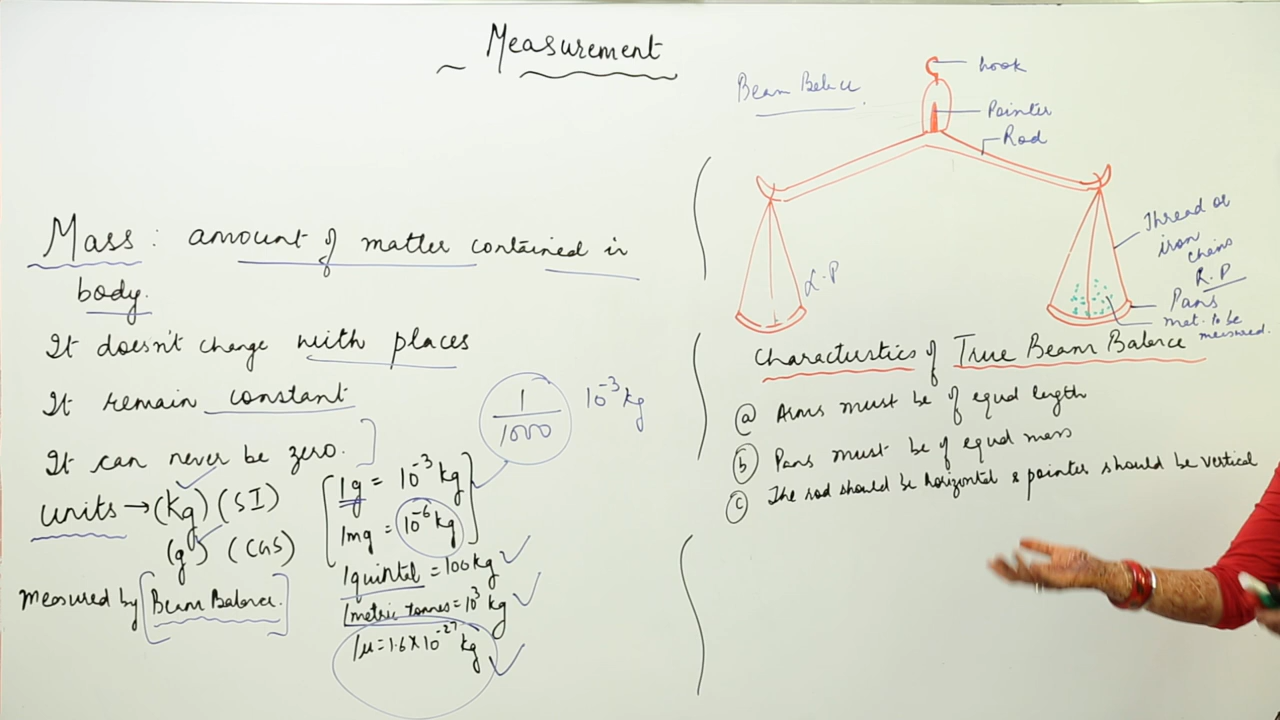 Measurement
Mass : amount of matter contained in
body.
It doesn't change with places
It remain constant
It can never be zero.
units → (Kg) (SI)
(g) (CGS)
Measured by Beam Balance.
1g = 10⁻³ kg
1mg = 10⁻⁶ kg
1quintel = 100kg
1metric tonnes = 10³ kg
1u = 1.6 × 10⁻²⁷ kg
1/1000
10⁻³ kg
Beam Balance
hook
Pointer
Rod
Thread or
iron
chains
L.P
R.P
Pans
mat. to be
measured.
Charactustics of True Beam Balance
(a) Arms must be of equal length
(b) Pans must be of equal mass
(c) The rod should be horizontal & pointer should be vertical